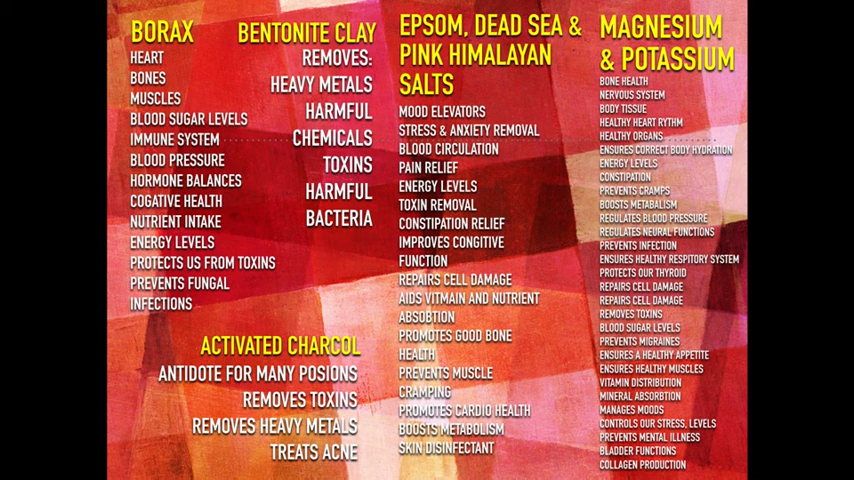 BORAX
HEART
BONES
MUSCLES
BLOOD SUGAR LEVELS
IMMUNE SYSTEM
BLOOD PRESSURE
HORMONE BALANCES
COGATIVE HEALTH
NUTRIENT INTAKE
ENERGY LEVELS
PROTECTS US FROM TOXINS
PREVENTS FUNGAL
INFECTIONS
BENTONITE CLAY
REMOVES:
HEAVY METALS
HARMFUL
CHEMICALS
TOXINS
HARMFUL
BACTERIA
ACTIVATED CHARCOL
ANTIDOTE FOR MANY POSIONS
REMOVES TOXINS
REMOVES HEAVY METALS
TREATS ACNE
EPSOM, DEAD SEA &
PINK HIMALAYAN
SALTS
MOOD ELEVATORS
STRESS & ANXIETY REMOVAL
BLOOD CIRCULATION
PAIN RELIEF
ENERGY LEVELS
TOXIN REMOVAL
CONSTIPATION RELIEF
IMPROVES CONGITIVE
FUNCTION
REPAIRS CELL DAMAGE
AIDS VITMAIN AND NUTRIENT
ABSOBTION
PROMOTES GOOD BONE
HEALTH
PREVENTS MUSCLE
CRAMPING
PROMOTES CARDIO HEALTH
BOOSTS METABOLISM
SKIN DISINFECTANT
MAGNESIUM
& POTASSIUM
BONE HEALTH
NERVOUS SYSTEM
BODY TISSUE
HEALTHY HEART RYTHM
HEALTHY ORGANS
ENSURES CORRECT BODY HYDRATION
ENERGY LEVELS
CONSTIPATION
PREVENTS CRAMPS
BOOSTS METABALISM
REGULATES BLOOD PRESSURE
REGULATES NEURAL FUNCTIONS
PREVENTS INFECTION
ENSURES HEALTHY RESPITORY SYSTEM
PROTECTS OUR THYROID
REPAIRS CELL DAMAGE
REPAIRS CELL DAMAGE
REMOVES TOXINS
BLOOD SUGAR LEVELS
PREVENTS MIGRAINES
ENSURES A HEALTHY APPETITE
ENSURES HEALTHY MUSCLES
VITAMIN DISTRIBUTION
MINERAL ABSORBTION
MANAGES MOODS
CONTROLS OUR STRESS, LEVELS
PREVENTS MENTAL ILLNESS
BLADDER FUNCTIONS
COLLAGEN PRODUCTION